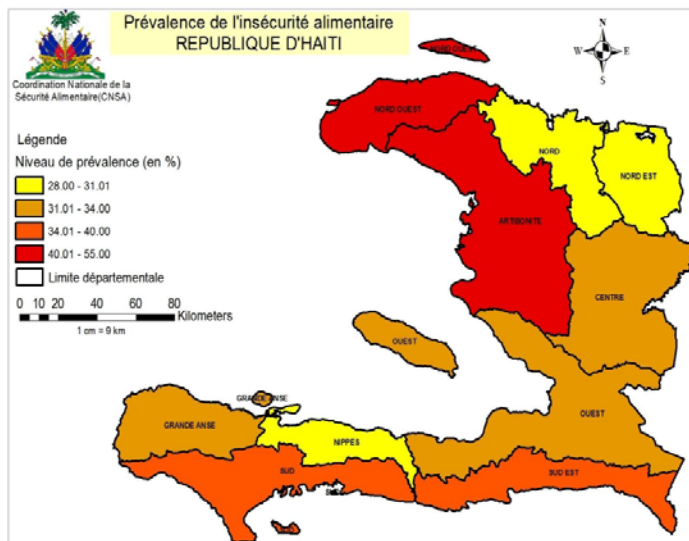 Prévalence de l'insécurité alimentaire
REPUBLIQUE D'HAITI
Coordination Nationale de la
Sécurité Alimentaire(CNSA)
N
W E
S
Légende
Niveau de prévalence (en %)
28.00 - 31.01
31.01 - 34.00
34.01 - 40.00
40.01 - 55.00
Limite départementale
0 10 20 40 60 80
Kilometers
1 cm = 9 km
NORD OUEST
NORD OUEST
NORD
NORD EST
ARTIBONITE
CENTRE
OUEST
GRANDE ANSE
OUEST
GRANDE ANSE
NIPPES
SUD
SUD EST